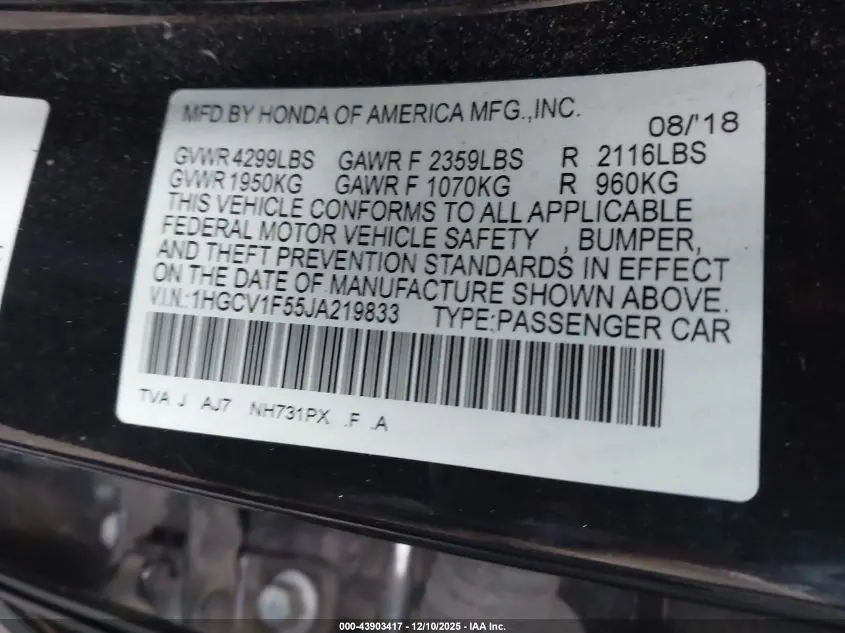 MFD.BY HONDA OF AMERICA MFG.,INC. 08/'18
GVWR 4299LBS GAWR F 2359LBS R 2116LBS
GVWR 1950KG GAWR F 1070KG R 960KG
THIS VEHICLE CONFORMS TO ALL APPLICABLE
FEDERAL MOTOR VEHICLE SAFETY , BUMPER,
AND THEFT PREVENTION STANDARDS IN EFFECT
ON THE DATE OF MANUFACTURE SHOWN ABOVE.
V.I.N.:1HGCV1F55JA219833 TYPE:PASSENGER CAR
TVA J AJ7 NH731PX .F .A
000-43903417 - 12/10/2025 - IAA Inc.